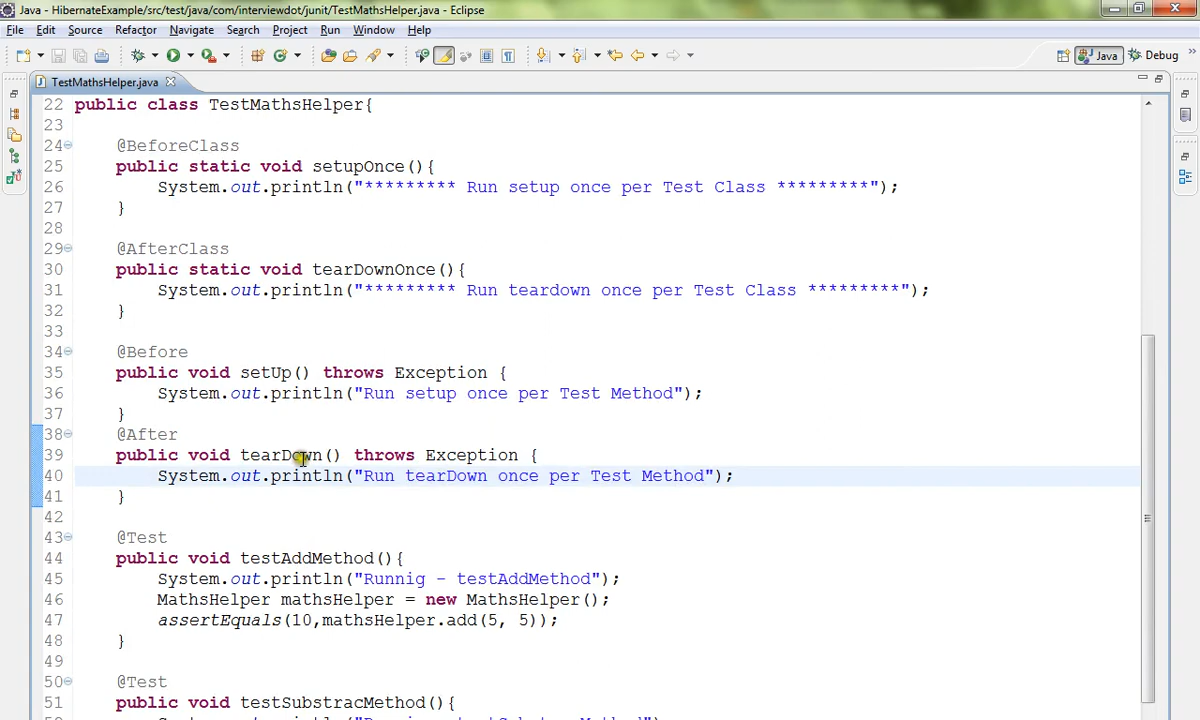 Java - HibernateExample/src/test/java/com/interviewdot/junit/TestMathsHelper.java - Eclipse
File Edit Source Refactor Navigate Search Project Run Window Help
Java Debug
TestMathsHelper.java
22 public class TestMathsHelper{
23
24 @BeforeClass
25 public static void setupOnce(){
26 System.out.println("********* Run setup once per Test Class *********");
27 }
28
29 @AfterClass
30 public static void tearDownOnce(){
31 System.out.println("********* Run teardown once per Test Class *********");
32 }
33
34 @Before
35 public void setUp() throws Exception {
36 System.out.println("Run setup once per Test Method");
37 }
38 @After
39 public void tearDown() throws Exception {
40 System.out.println("Run tearDown once per Test Method");
41 }
42
43 @Test
44 public void testAddMethod(){
45 System.out.println("Runnig - testAddMethod");
46 MathsHelper mathsHelper = new MathsHelper();
47 assertEquals(10,mathsHelper.add(5, 5));
48 }
49
50 @Test
51 public void testSubstracMethod(){